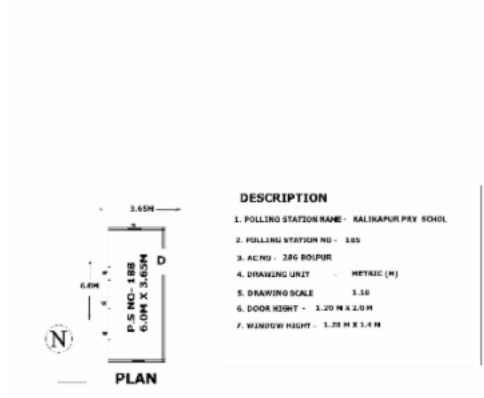 DESCRIPTION
1. POLLING STATION NAME - KALIKAPUR PRY SCHOL
2. POLLING STATION NO - 185
3. AC NO - 286 BOLPUR
4. DRAWING UNIT - METRIC (M)
5. DRAWING SCALE 1.10
6. DOOR HIGHT - 1.20 M X 2.0 M
7. WINDOW HIGHT - 1.20 M X 1.4 M
3.65M
D
6.0M
P.S NO- 188
6.0M X 3.65M
N
PLAN